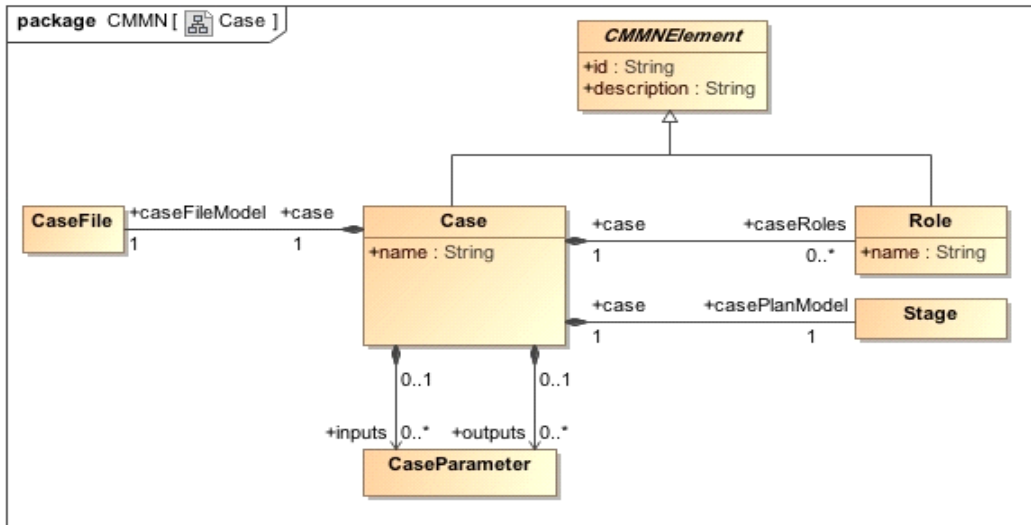 package CMMN [ Case ]
CMMNElement
+id : String
+description : String
CaseFile
+caseFileModel
+case
1
1
Case
+name : String
+case
+caseRoles
1
0..*
Role
+name : String
+case
+casePlanModel
1
1
Stage
0..1
0..1
+inputs
0..*
+outputs
0..*
CaseParameter